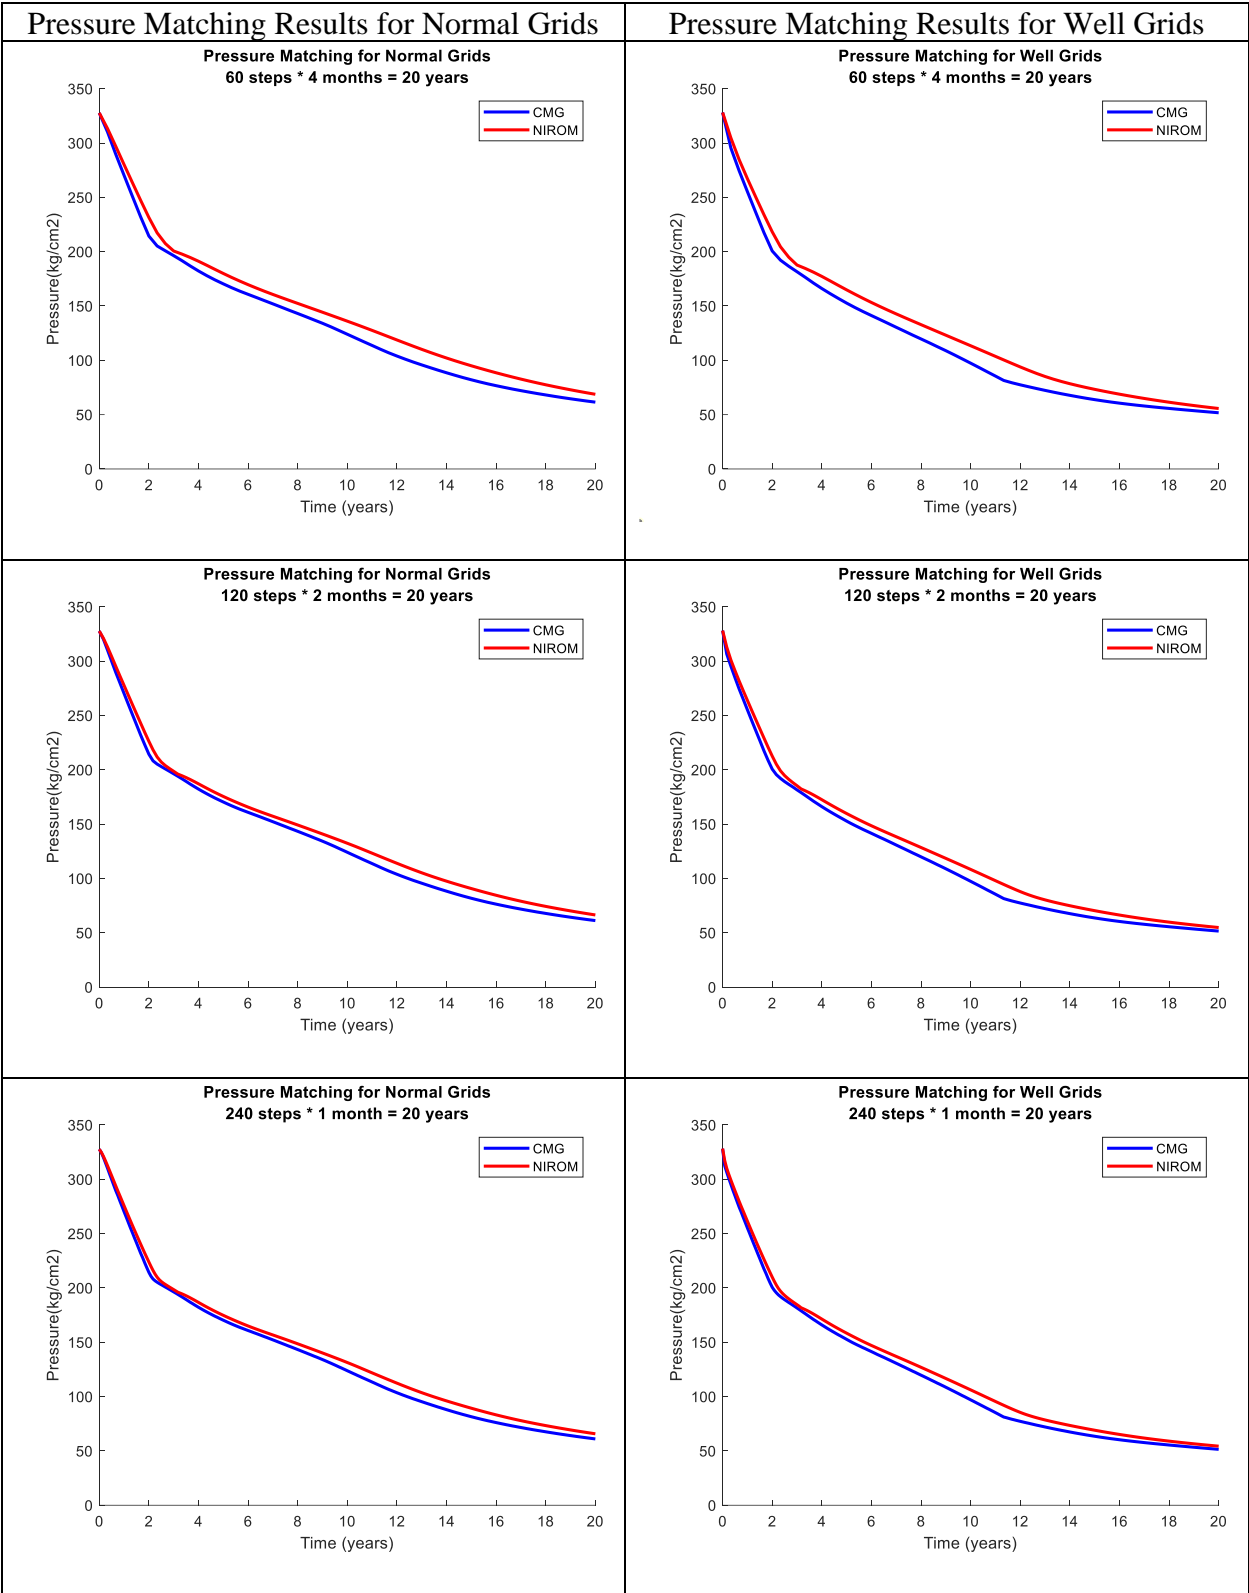 Pressure Matching Results for Normal Grids
Pressure Matching Results for Well Grids
Pressure Matching for Normal Grids
60 steps * 4 months = 20 years
350
300
250
200
150
100
50
0
Pressure(kg/cm2)
CMG
NIROM
0 2 4 6 8 10 12 14 16 18 20
Time (years)
Pressure Matching for Well Grids
60 steps * 4 months = 20 years
350
300
250
200
150
100
50
0
Pressure(kg/cm2)
CMG
NIROM
0 2 4 6 8 10 12 14 16 18 20
Time (years)
Pressure Matching for Normal Grids
120 steps * 2 months = 20 years
350
300
250
200
150
100
50
0
Pressure(kg/cm2)
CMG
NIROM
0 2 4 6 8 10 12 14 16 18 20
Time (years)
Pressure Matching for Well Grids
120 steps * 2 months = 20 years
350
300
250
200
150
100
50
0
Pressure(kg/cm2)
CMG
NIROM
0 2 4 6 8 10 12 14 16 18 20
Time (years)
Pressure Matching for Normal Grids
240 steps * 1 month = 20 years
350
300
250
200
150
100
50
0
Pressure(kg/cm2)
CMG
NIROM
0 2 4 6 8 10 12 14 16 18 20
Time (years)
Pressure Matching for Well Grids
240 steps * 1 month = 20 years
350
300
250
200
150
100
50
0
Pressure(kg/cm2)
CMG
NIROM
0 2 4 6 8 10 12 14 16 18 20
Time (years)